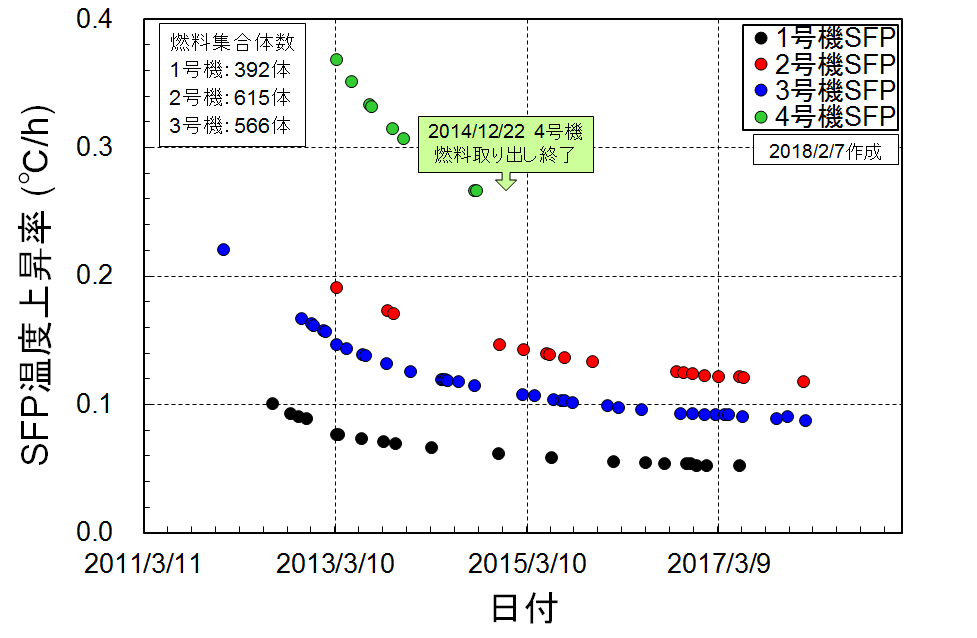 0.4
0.3
0.2
0.1
0.0
SFP温度上昇率 (℃/h)
燃料集合体数
1号機：392体
2号機：615体
3号機：566体
2014/12/22 4号機
燃料取り出し終了
1号機SFP
2号機SFP
3号機SFP
4号機SFP
2018/2/7作成
2011/3/11
2013/3/10
2015/3/10
2017/3/9
日付